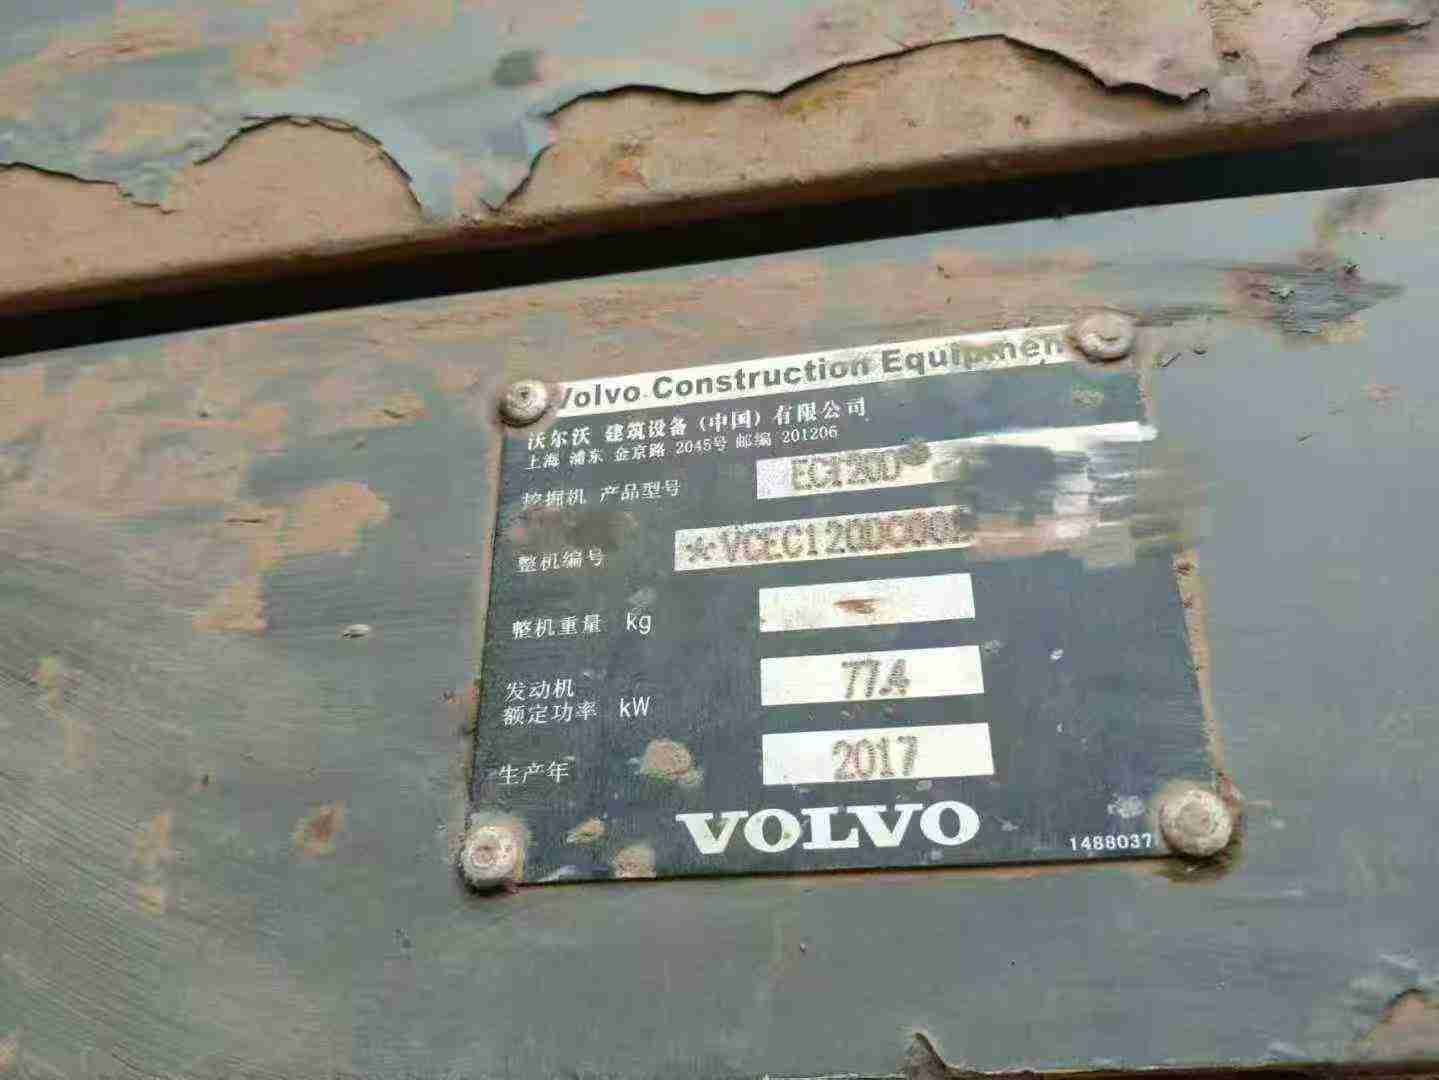 Volvo Construction Equipmen
沃尔沃 建筑设备（中国）有限公司
上海 浦东 金京路 2045号 邮编 201206
挖掘机 产品型号 EC120D
整机编号 *VCEC120DC00
整机重量 kg
发动机
额定功率 kW 77.4
生产年 2017
VOLVO
1488037